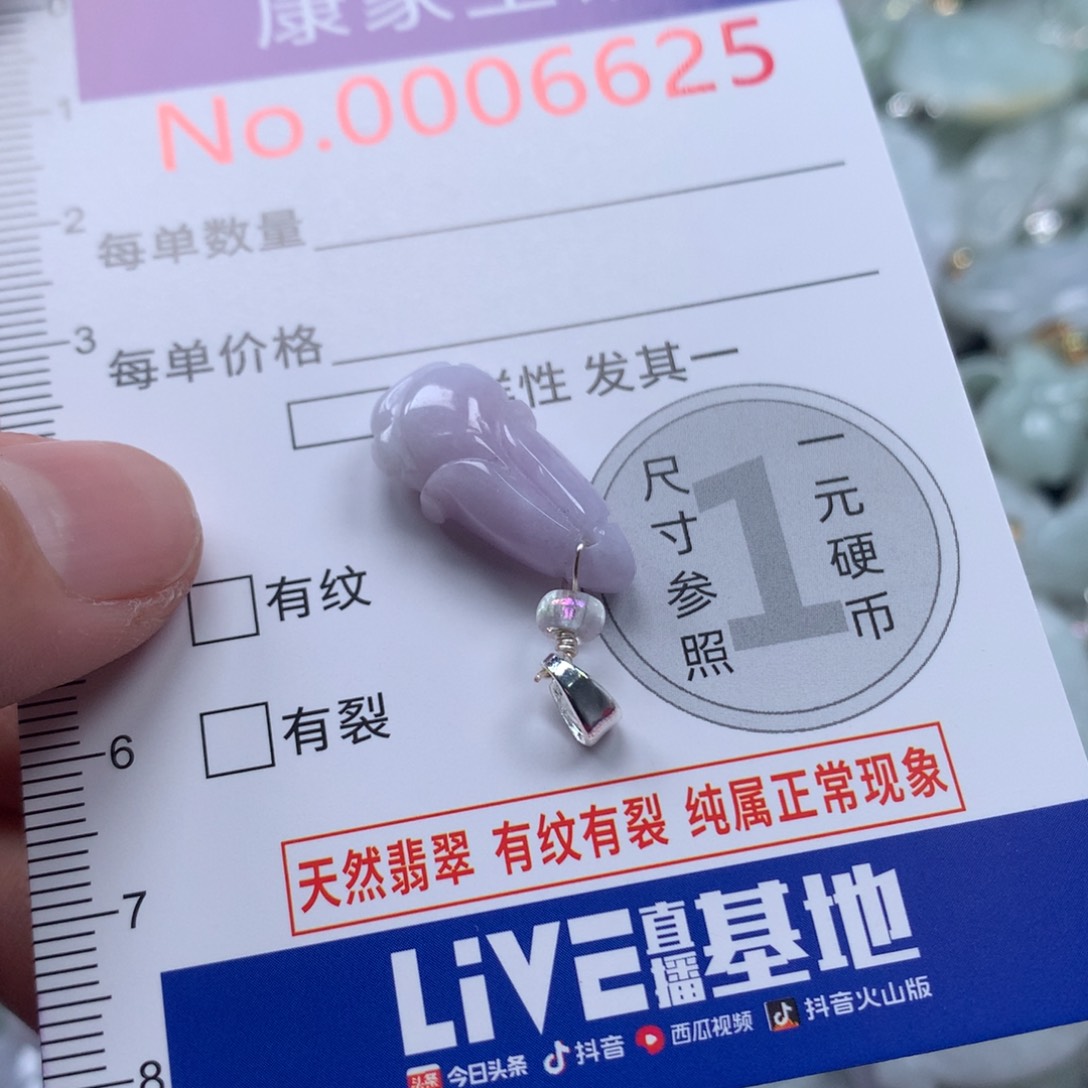 No.0006625
每单数量
每单价格
性 发其一
一元硬币
尺寸参照
1
有纹
有裂
天然翡翠 有纹有裂 纯属正常现象
LiVE直播基地
头条 今日头条 抖音 西瓜视频 抖音火山版
1
2
3
6
7
8